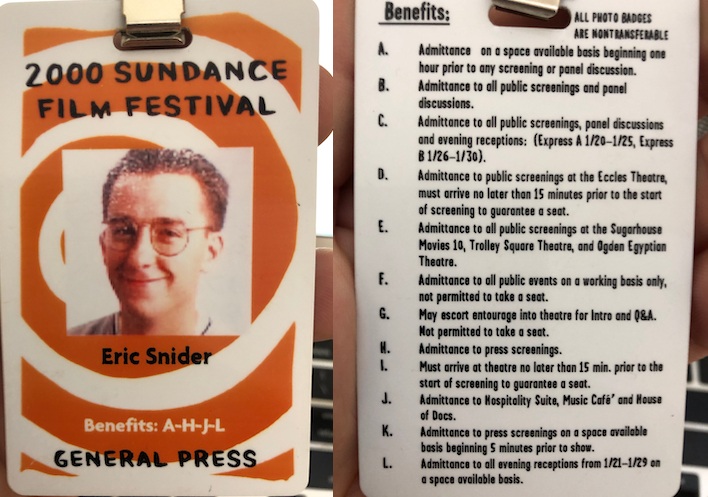 2000 SUNDANCE
FILM FESTIVAL
Eric Snider
Benefits: A-H-J-L
GENERAL PRESS
Benefits:
ALL PHOTO BADGES
ARE NONTRANSFERABLE
A. Admittance on a space available basis beginning one
hour prior to any screening or panel discussion.
B. Admittance to all public screenings and panel
discussions.
C. Admittance to all public screenings, panel discussions
and evening receptions: (Express A 1/20–1/25, Express
B 1/26–1/30).
D. Admittance to public screenings at the Eccles Theatre,
must arrive no later than 15 minutes prior to the start
of screening to guarantee a seat.
E. Admittance to all public screenings at the Sugarhouse
Movies 10, Trolley Square Theatre, and Ogden Egyptian
Theatre.
F. Admittance to all public events on a working basis only,
not permitted to take a seat.
G. May escort entourage into theatre for Intro and Q&A.
Not permitted to take a seat.
H. Admittance to press screenings.
I. Must arrive at theatre no later than 15 min. prior to the
start of screening to guarantee a seat.
J. Admittance to Hospitality Suite, Music Café and House
of Docs.
K. Admittance to press screenings on a space available
basis beginning 5 minutes prior to show.
L. Admittance to all evening receptions from 1/21–1/29 on
a space available basis.